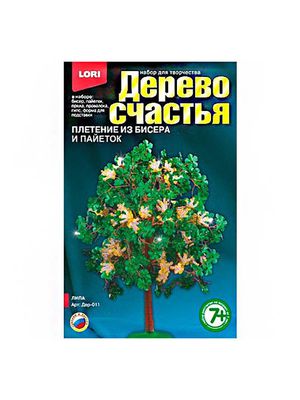 LORI
набор для творчества
Дерево
счастья
в наборе:
бисер, пайетки,
проволока,
гипс, форма для
подставки
ПЛЕТЕНИЕ ИЗ БИСЕРА
И ПАЙЕТОК
ЛИПА
Арт. Дер-011
7+